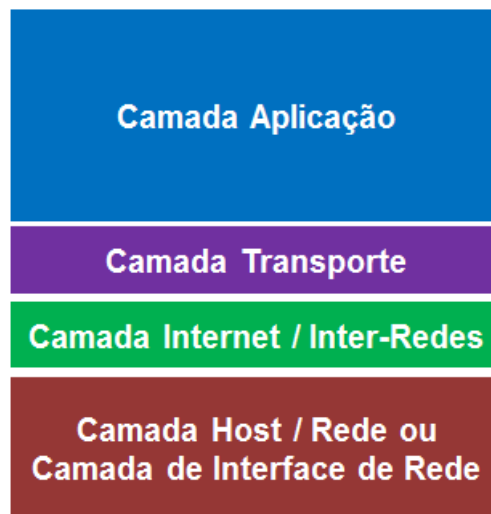 Camada Aplicação
Camada Transporte
Camada Internet / Inter-Redes
Camada Host / Rede ou
Camada de Interface de Rede